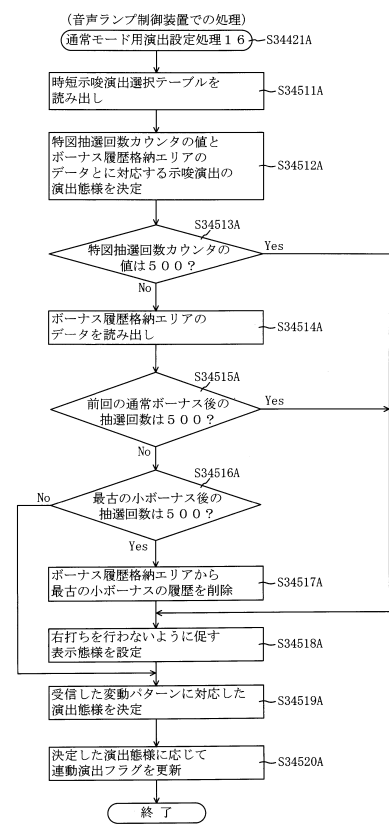 (音声ランプ制御装置での処理)
通常モード用演出設定処理16
S34421A
時短示唆演出選択テーブルを
読み出し
S34511A
特図抽選回数カウンタの値と
ボーナス履歴格納エリアの
データとに対応する示唆演出の
演出態様を決定
S34512A
S34513A
特図抽選回数カウンタの
値は500?
Yes
No
ボーナス履歴格納エリアの
データを読み出し
S34514A
S34515A
前回の通常ボーナス後の
抽選回数は500?
Yes
No
S34516A
最古の小ボーナス後の
抽選回数は500?
No
Yes
ボーナス履歴格納エリアから
最古の小ボーナスの履歴を削除
S34517A
右打ちを行わないように促す
表示態様を設定
S34518A
受信した変動パターンに対応した
演出態様を決定
S34519A
決定した演出態様に応じて
連動演出フラグを更新
S34520A
終了